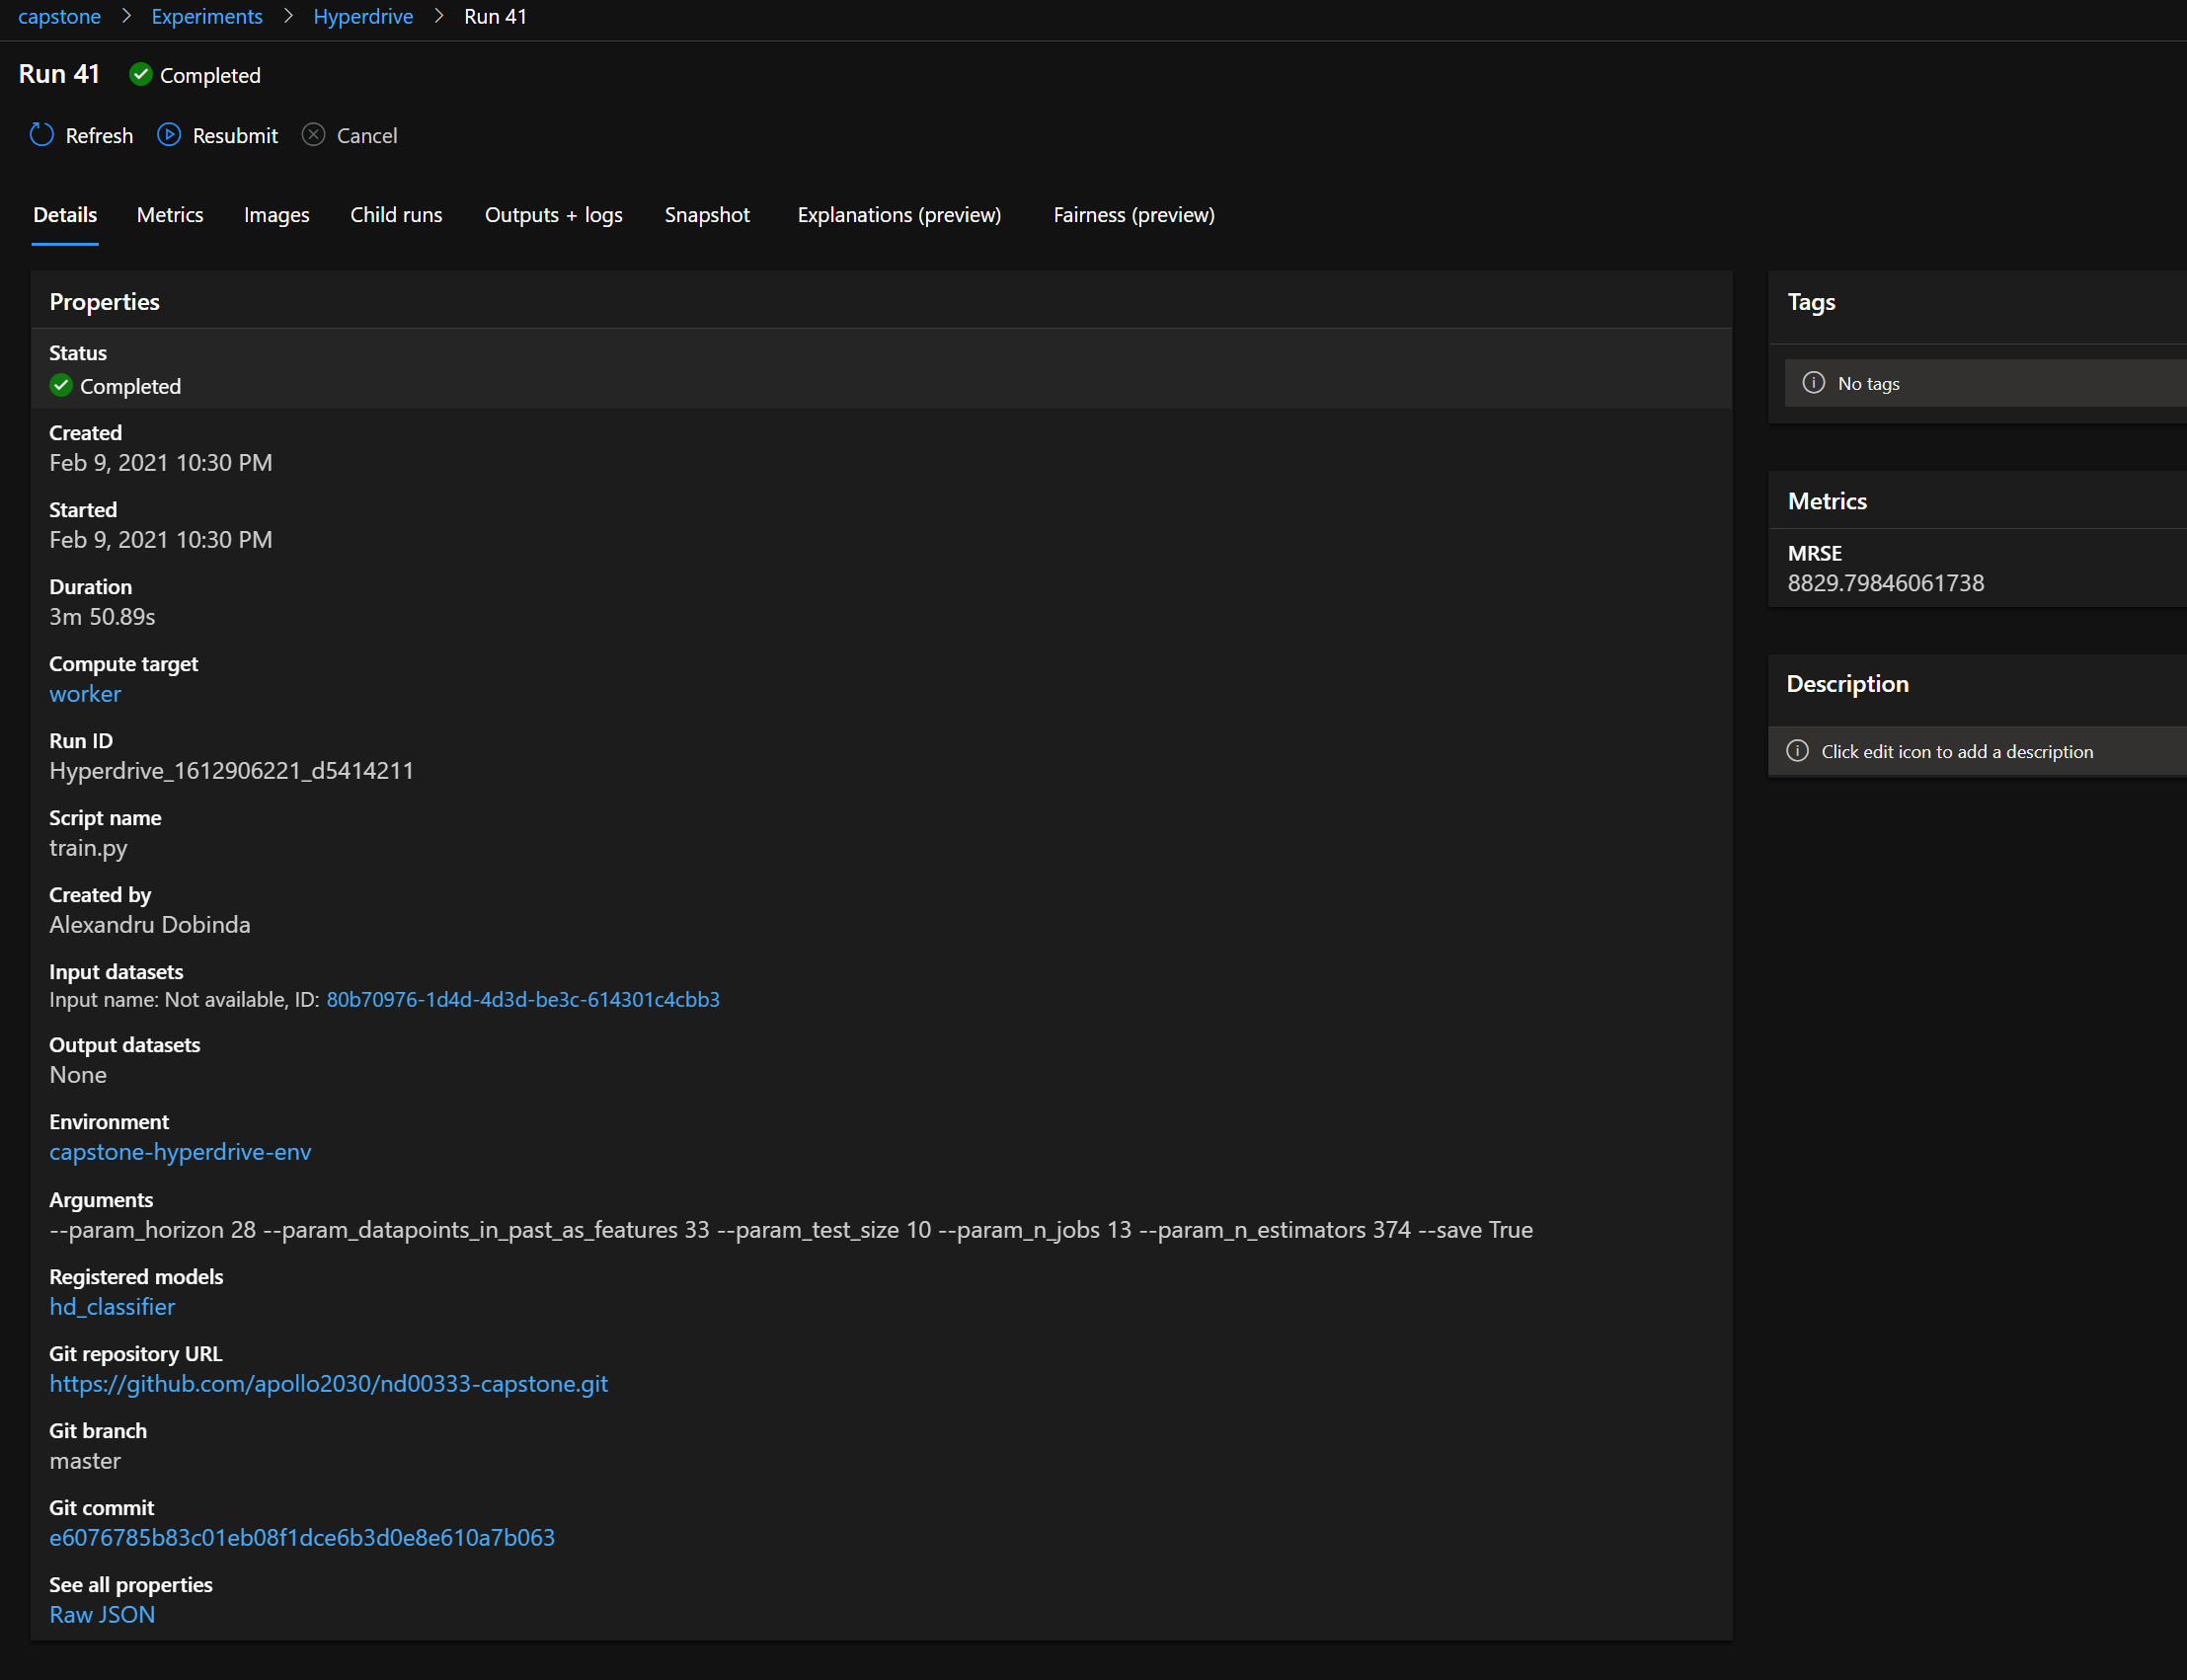 capstone > Experiments > Hyperdrive > Run 41
Run 41 Completed
Refresh Resubmit Cancel
Details Metrics Images Child runs Outputs + logs Snapshot Explanations (preview) Fairness (preview)
Properties
Status
Completed
Created
Feb 9, 2021 10:30 PM
Started
Feb 9, 2021 10:30 PM
Duration
3m 50.89s
Compute target
worker
Run ID
Hyperdrive_1612906221_d5414211
Script name
train.py
Created by
Alexandru Dobinda
Input datasets
Input name: Not available, ID: 80b70976-1d4d-4d3d-be3c-614301c4cbb3
Output datasets
None
Environment
capstone-hyperdrive-env
Arguments
--param_horizon 28 --param_datapoints_in_past_as_features 33 --param_test_size 10 --param_n_jobs 13 --param_n_estimators 374 --save True
Registered models
hd_classifier
Git repository URL
https://github.com/apollo2030/nd00333-capstone.git
Git branch
master
Git commit
e6076785b83c01eb08f1dce6b3d0e8e610a7b063
See all properties
Raw JSON
Tags
No tags
Metrics
MRSE
8829.79846061738
Description
Click edit icon to add a description